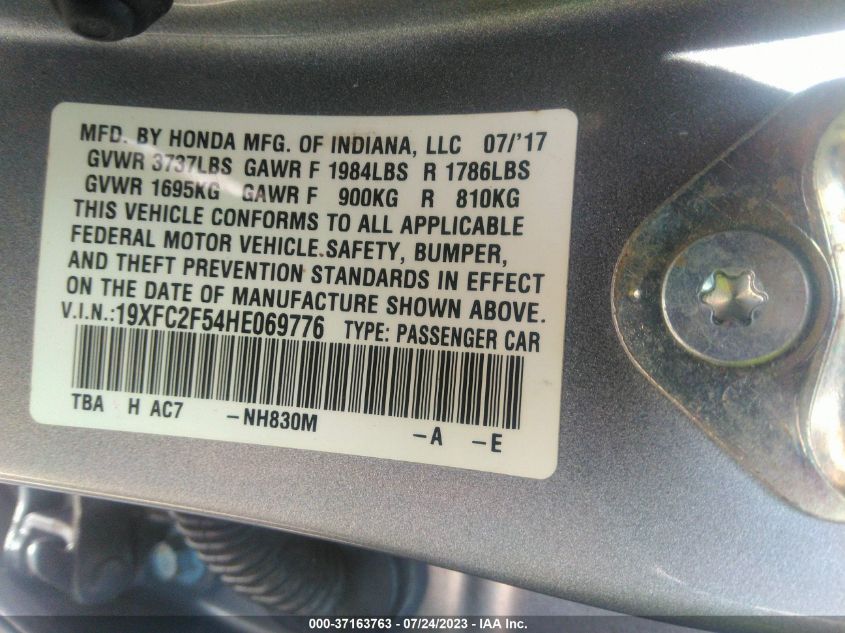 MFD. BY HONDA MFG. OF INDIANA, LLC 07/'17
GVWR 3737LBS GAWR F 1984LBS R 1786LBS
GVWR 1695KG GAWR F 900KG R 810KG
THIS VEHICLE CONFORMS TO ALL APPLICABLE
FEDERAL MOTOR VEHICLE SAFETY, BUMPER,
AND THEFT PREVENTION STANDARDS IN EFFECT
ON THE DATE OF MANUFACTURE SHOWN ABOVE.
V.I.N.:19XFC2F54HE069776 TYPE: PASSENGER CAR
TBA H AC7 -NH830M -A -E
000-37163763 / 07/24/2023 - © IAA Inc.